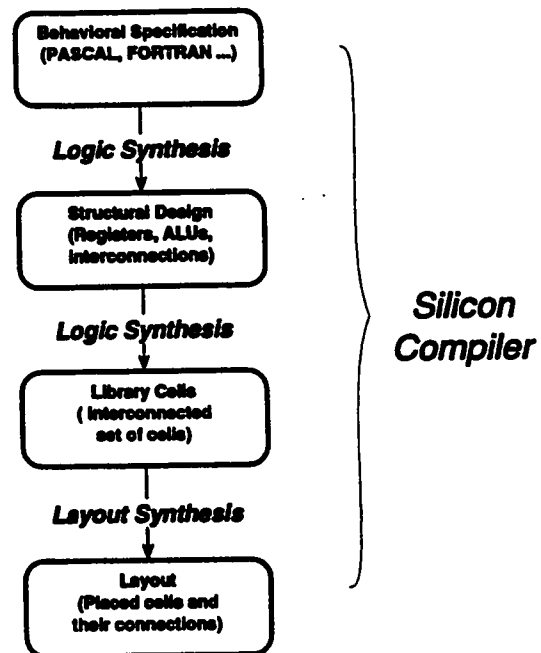 Behavioral Specification
(PASCAL, FORTRAN ...)
Logic Synthesis
Structural Design
(Registers, ALUs,
interconnections)
Logic Synthesis
Library Cells
( Interconnected
set of cells)
Layout Synthesis
Layout
(Placed cells and
their connections)
Silicon
Compiler